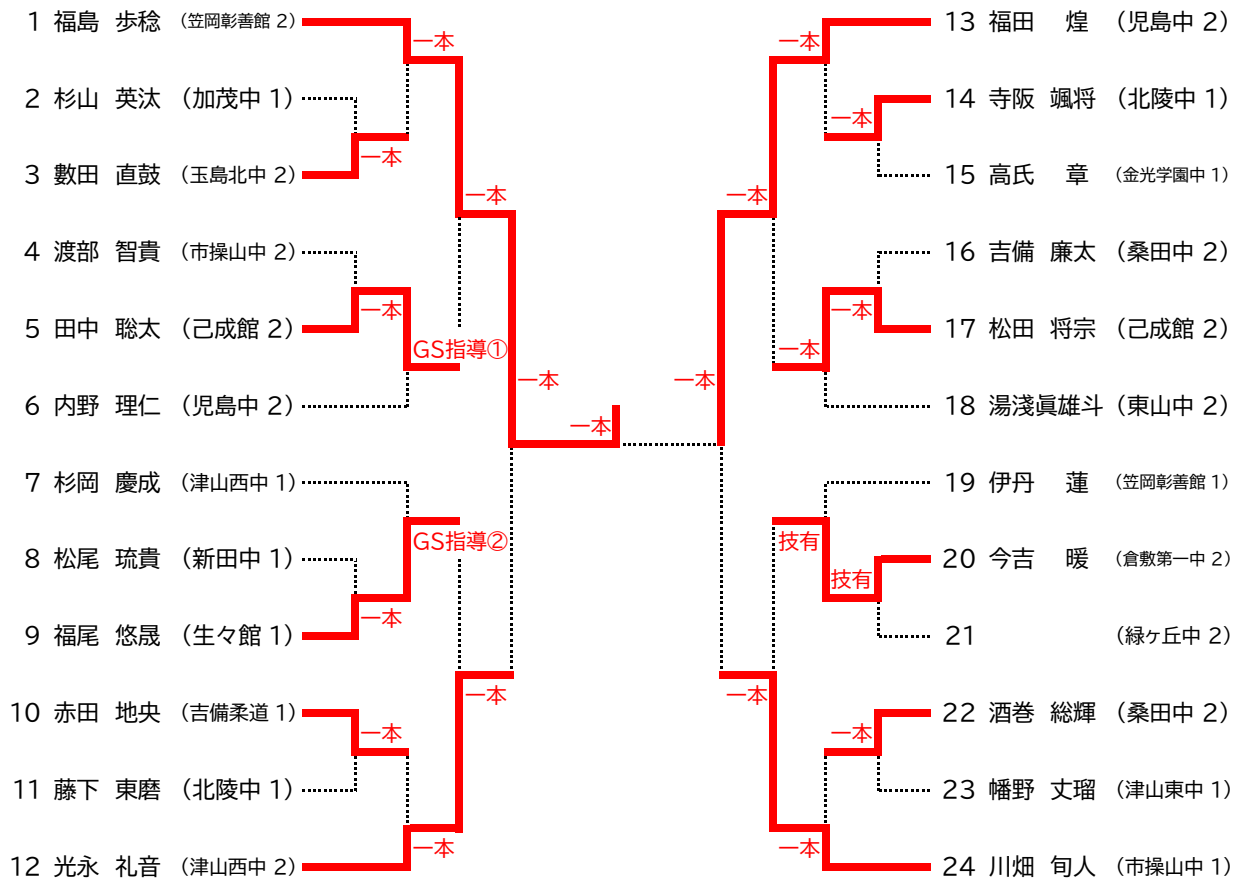 1 福島 歩稔 (笠岡彰善館 2)
一本
2 杉山 英汰 (加茂中 1)
一本
3 數田 直鼓 (玉島北中 2)
一本
4 渡部 智貴 (市操山中 2)
一本
5 田中 聡太 (己成館 2)
GS指導①
6 内野 理仁 (児島中 2)
一本
7 杉岡 慶成 (津山西中 1)
GS指導②
8 松尾 琉貴 (新田中 1)
一本
9 福尾 悠晟 (生々館 1)
一本
10 赤田 地央 (吉備柔道 1)
一本
11 藤下 東磨 (北陵中 1)
一本
12 光永 礼音 (津山西中 2)
一本
13 福田 煌 (児島中 2)
一本
14 寺阪 颯将 (北陵中 1)
一本
15 高氏 章 (金光学園中 1)
一本
16 吉備 廉太 (桑田中 2)
一本
17 松田 将宗 (己成館 2)
一本
18 湯淺眞雄斗 (東山中 2)
一本
19 伊丹 蓮 (笠岡彰善館 1)
技有
20 今吉 暖 (倉敷第一中 2)
技有
21 (緑ヶ丘中 2)
22 酒巻 総輝 (桑田中 2)
一本
23 幡野 丈瑠 (津山東中 1)
一本
24 川畑 旬人 (市操山中 1)